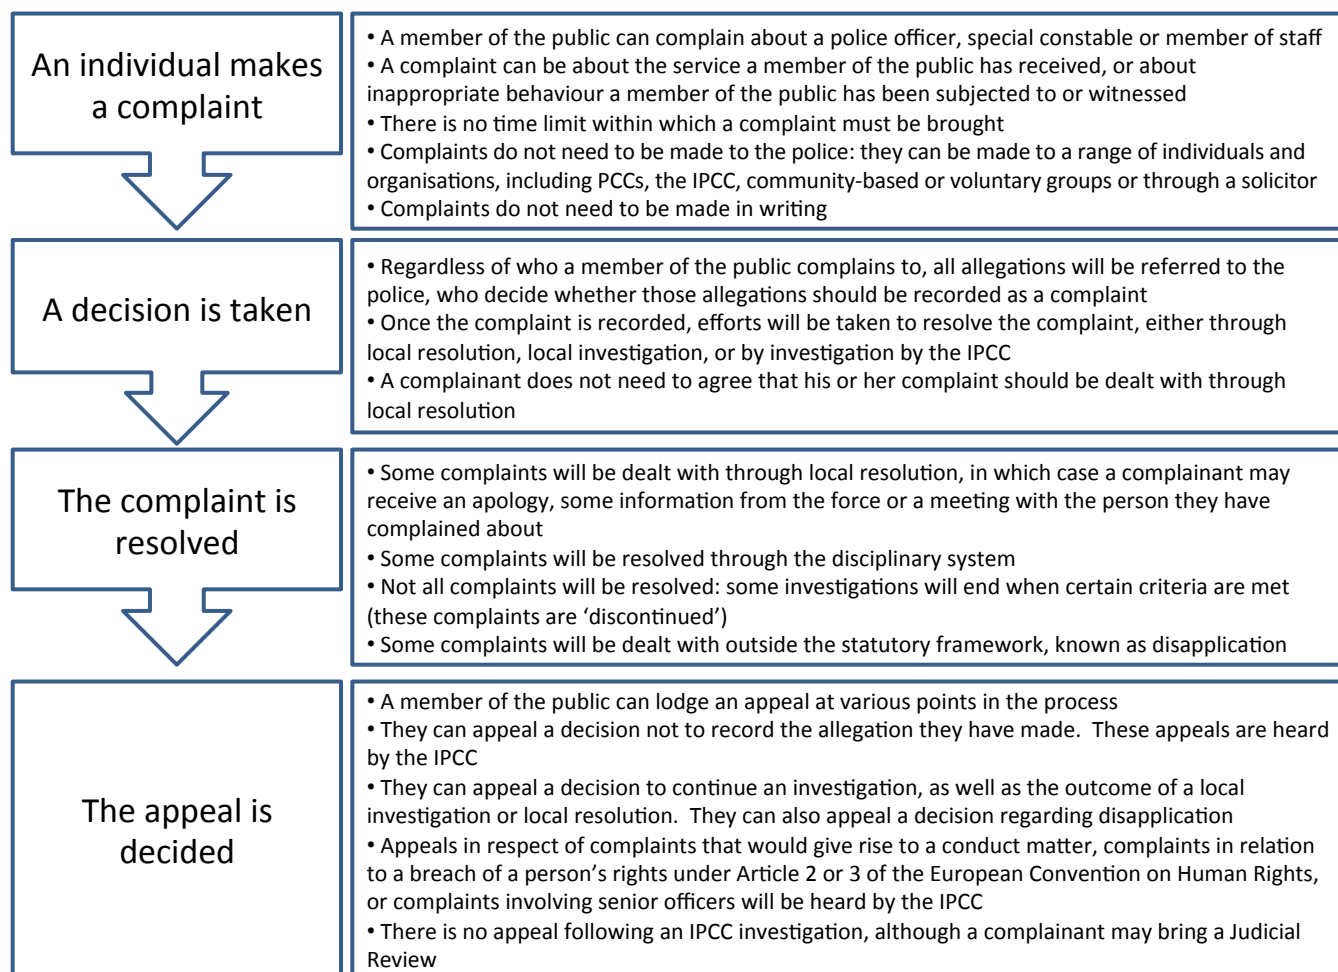 An individual makes
a complaint
• A member of the public can complain about a police officer, special constable or member of staff
• A complaint can be about the service a member of the public has received, or about
inappropriate behaviour a member of the public has been subjected to or witnessed
• There is no time limit within which a complaint must be brought
• Complaints do not need to be made to the police: they can be made to a range of individuals and
organisations, including PCCs, the IPCC, community-based or voluntary groups or through a solicitor
• Complaints do not need to be made in writing
A decision is taken
• Regardless of who a member of the public complains to, all allegations will be referred to the
police, who decide whether those allegations should be recorded as a complaint
• Once the complaint is recorded, efforts will be taken to resolve the complaint, either through
local resolution, local investigation, or by investigation by the IPCC
• A complainant does not need to agree that his or her complaint should be dealt with through
local resolution
The complaint is
resolved
• Some complaints will be dealt with through local resolution, in which case a complainant may
receive an apology, some information from the force or a meeting with the person they have
complained about
• Some complaints will be resolved through the disciplinary system
• Not all complaints will be resolved: some investigations will end when certain criteria are met
(these complaints are ‘discontinued’)
• Some complaints will be dealt with outside the statutory framework, known as disapplication
The appeal is
decided
• A member of the public can lodge an appeal at various points in the process
• They can appeal a decision not to record the allegation they have made. These appeals are heard
by the IPCC
• They can appeal a decision to continue an investigation, as well as the outcome of a local
investigation or local resolution. They can also appeal a decision regarding disapplication
• Appeals in respect of complaints that would give rise to a conduct matter, complaints in relation
to a breach of a person’s rights under Article 2 or 3 of the European Convention on Human Rights,
or complaints involving senior officers will be heard by the IPCC
• There is no appeal following an IPCC investigation, although a complainant may bring a Judicial
Review